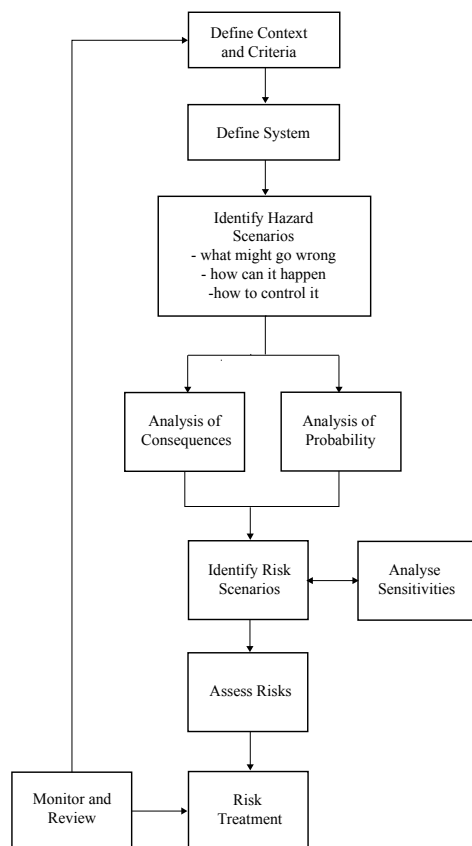 Define Context
and Criteria
Define System
Identify Hazard
Scenarios
- what might go wrong
- how can it happen
-how to control it
Analysis of
Consequences
Analysis of
Probability
Identify Risk
Scenarios
Analyse
Sensitivities
Assess Risks
Monitor and
Review
Risk
Treatment